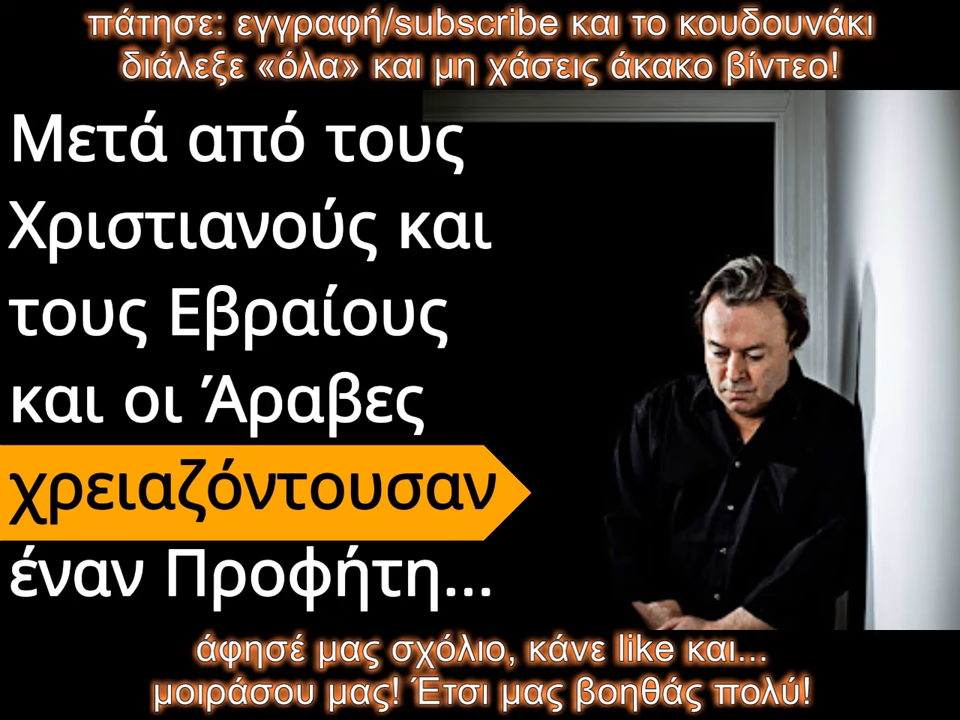 πάτησε: εγγραφή/subscribe και το κουδουνάκι
διάλεξε «όλα» και μη χάσεις άκακο βίντεο!
Μετά από τους
Χριστιανούς και
τους Εβραίους
και οι Άραβες
χρειαζόντουσαν
έναν Προφήτη...
άφησέ μας σχόλιο, κάνε like και...
μοιράσου μας! Έτσι μας βοηθάς πολύ!